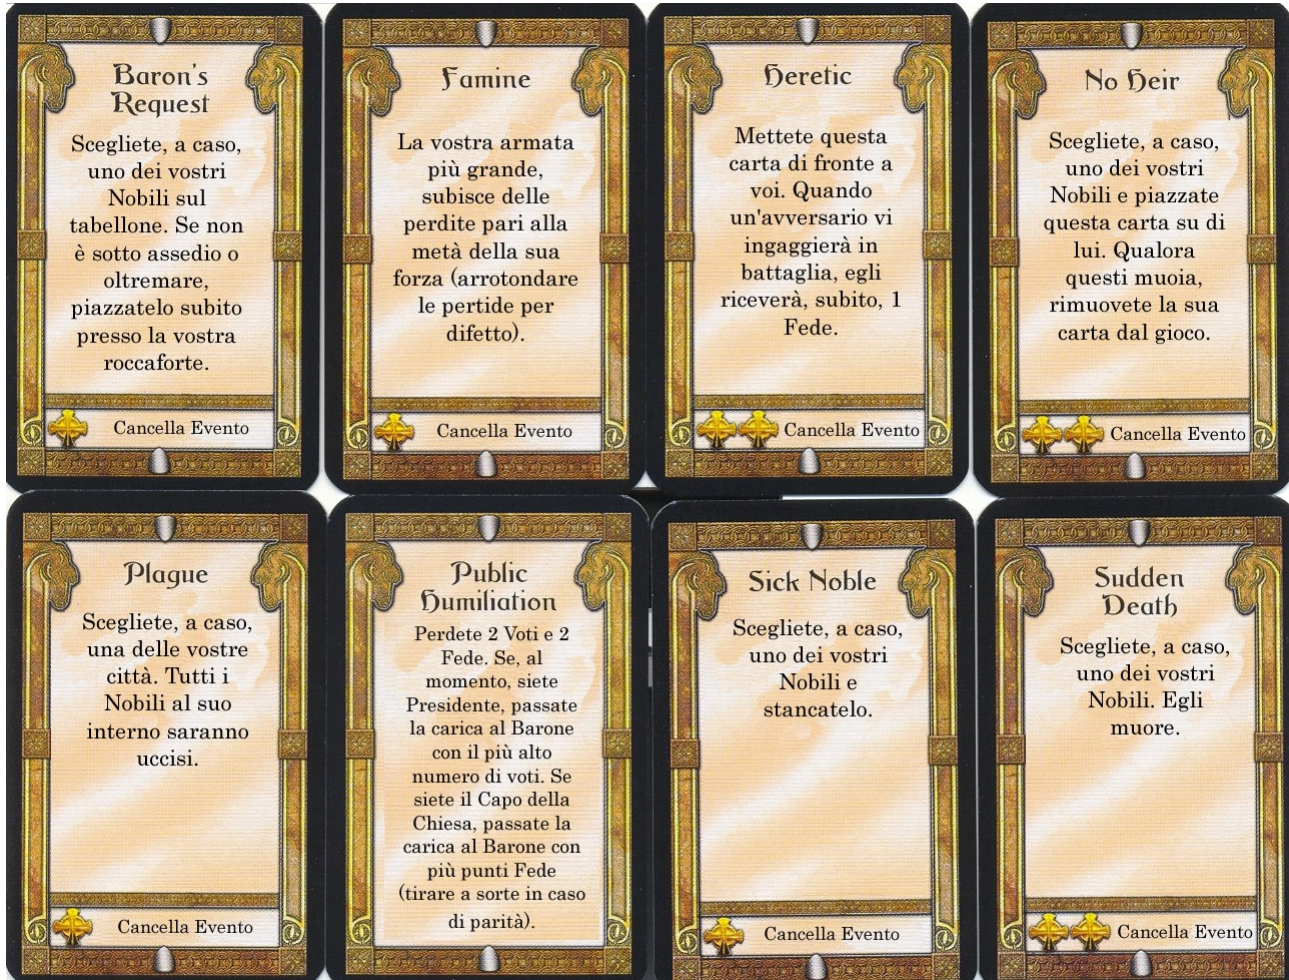 Baron's
Request
Scegliete, a caso,
uno dei vostri
Nobili sul
tabellone. Se non
è sotto assedio o
oltremare,
piazzatelo subito
presso la vostra
roccaforte.
Cancella Evento
Famine
La vostra armata
più grande,
subisce delle
perdite pari alla
metà della sua
forza (arrotondare
le pertide per
difetto).
Cancella Evento
Heretic
Mettete questa
carta di fronte a
voi. Quando
un'avversario vi
ingaggierà in
battaglia, egli
riceverà, subito, 1
Fede.
Cancella Evento
No Heir
Scegliete, a caso,
uno dei vostri
Nobili e piazzate
questa carta su di
lui. Qualora
questi muoia,
rimuovete la sua
carta dal gioco.
Cancella Evento
Plague
Scegliete, a caso,
una delle vostre
città. Tutti i
Nobili al suo
interno saranno
uccisi.
Cancella Evento
Public
Humiliation
Perdete 2 Voti e 2
Fede. Se, al
momento, siete
Presidente, passate
la carica al Barone
con il più alto
numero di voti. Se
siete il Capo della
Chiesa, passate la
carica al Barone con
più punti Fede
(tirare a sorte in caso
di parità).
Sick Noble
Scegliete, a caso,
uno dei vostri
Nobili e
stancatelo.
Cancella Evento
Sudden
Death
Scegliete, a caso,
uno dei vostri
Nobili. Egli
muore.
Cancella Evento